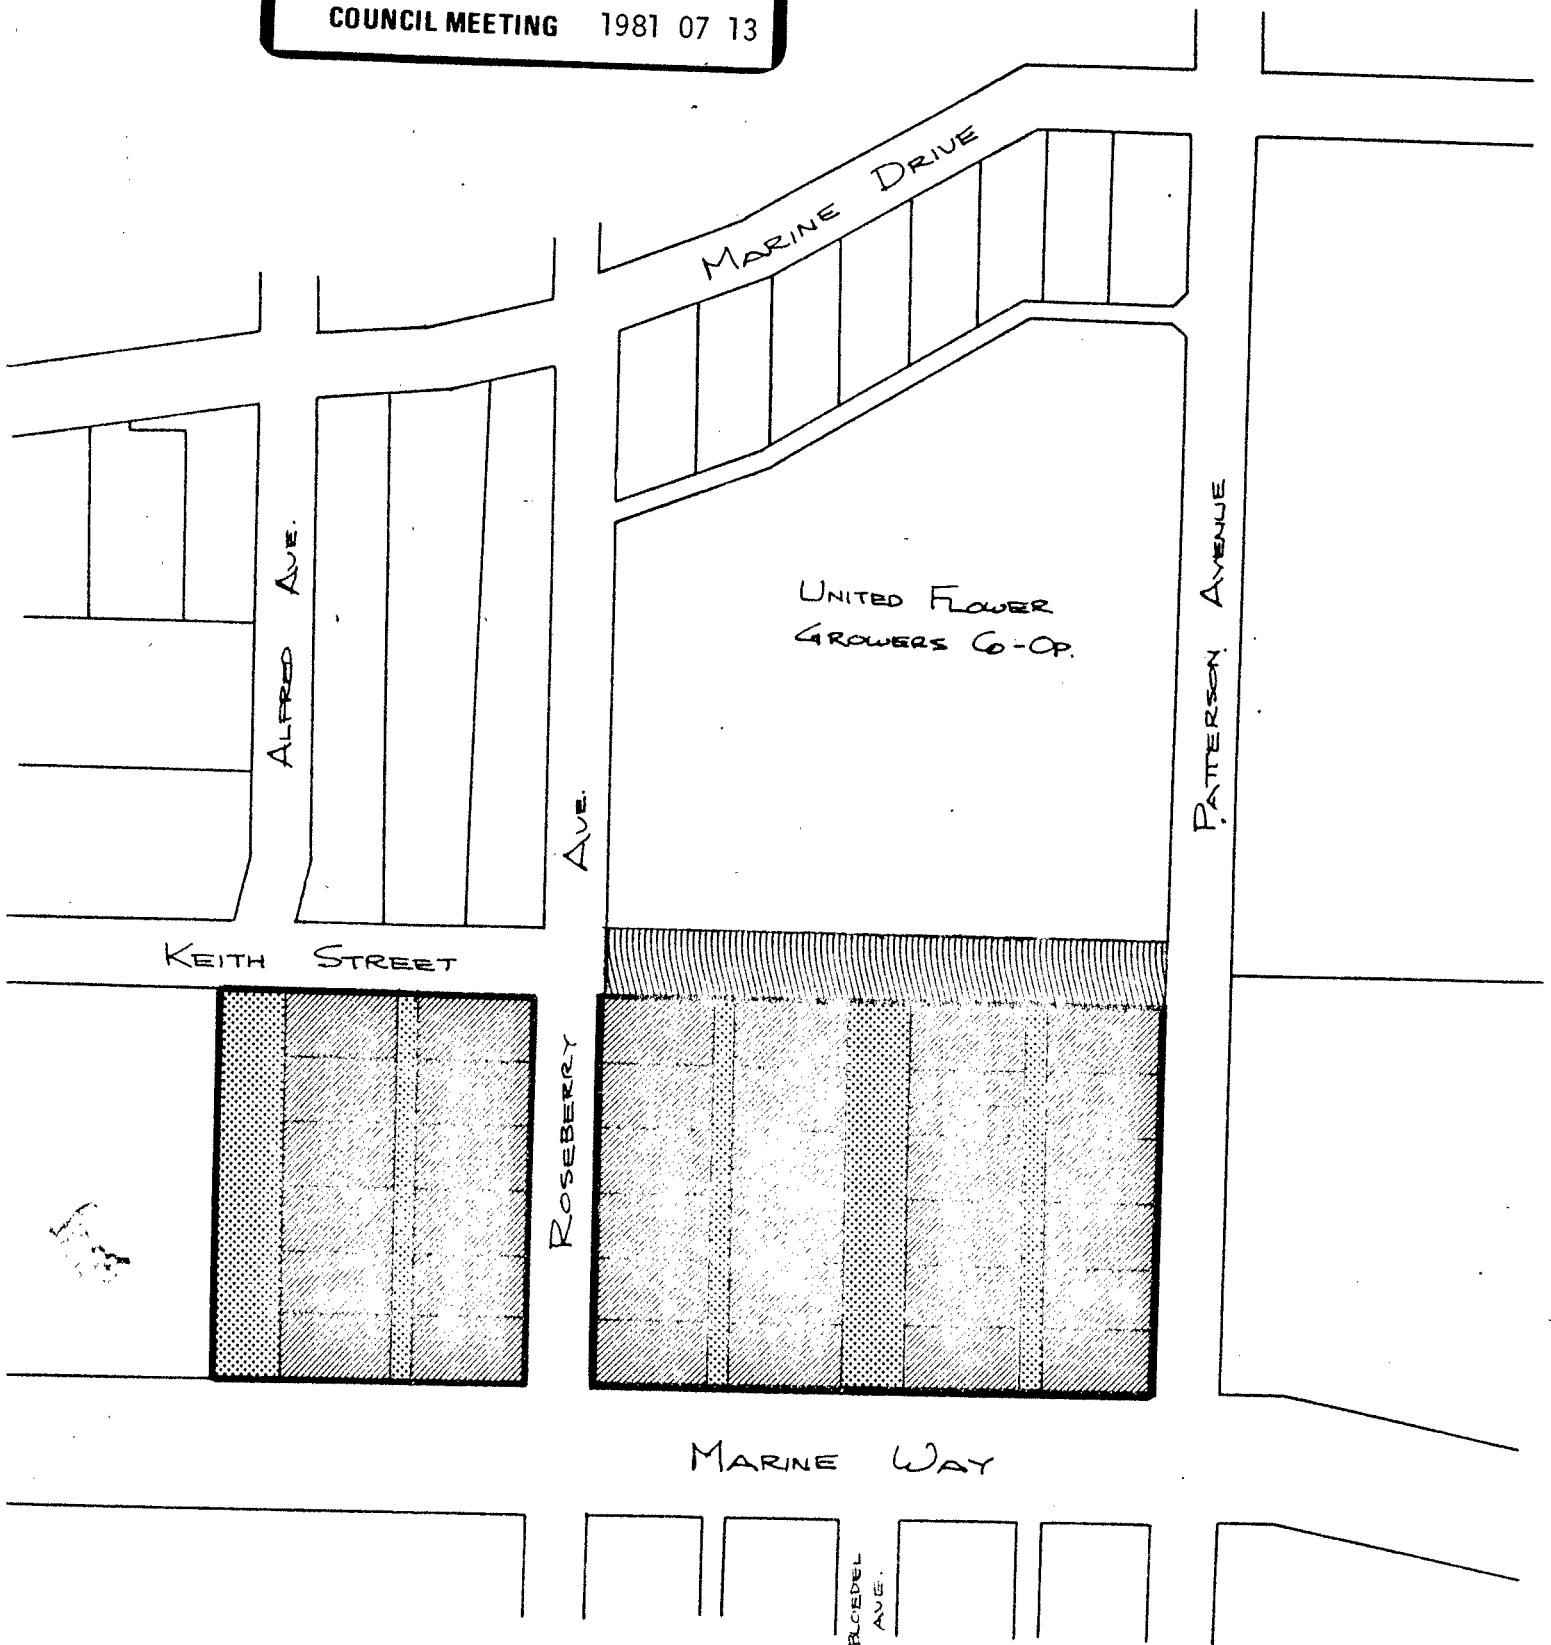 COUNCIL MEETING 1981 07 13
MARINE DRIVE
UNITED FLOWER
GROWERS CO-OP.
PATTERSON AVENUE
ALFRED AVE.
ROSEBERRY AVE.
KEITH STREET
MARINE WAY
BLOEDEL
AVE.